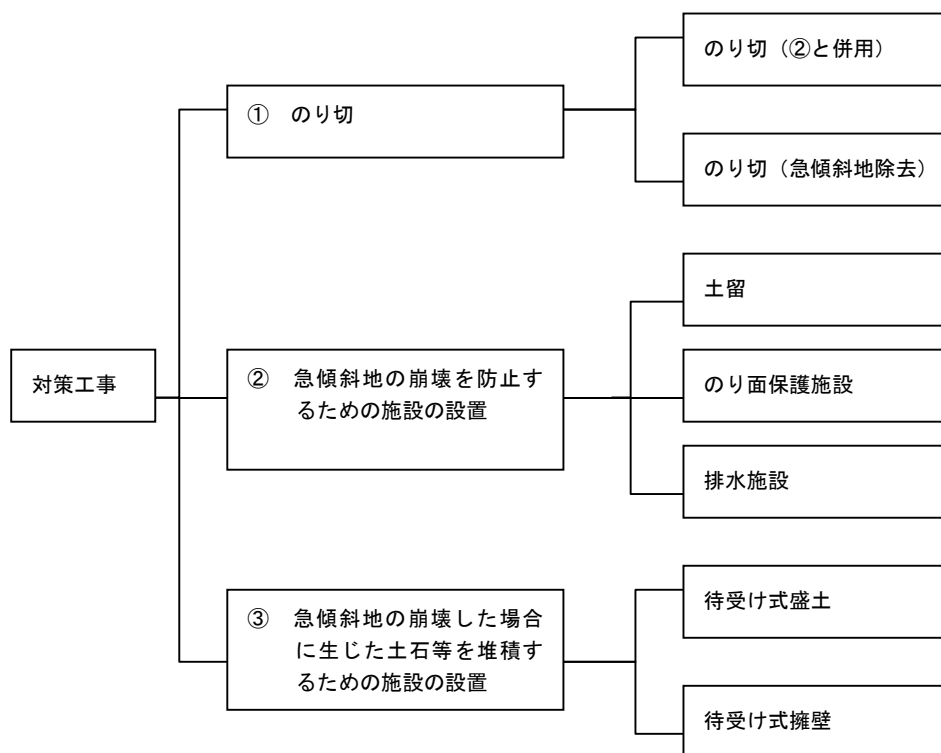 対策工事
① のり切
のり切（②と併用）
のり切（急傾斜地除去）
② 急傾斜地の崩壊を防止す
るための施設の設置
土留
のり面保護施設
排水施設
③ 急傾斜地の崩壊した場合
に生じた土石等を堆積す
るための施設の設置
待受け式盛土
待受け式擁壁